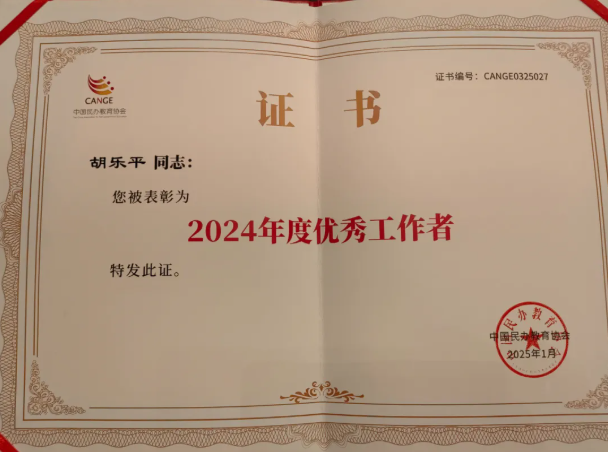 证书编号：CANGE0325027
CANGE
中国民办教育协会
证 书
胡乐平 同志：
您被表彰为
2024年度优秀工作者
特发此证。
中国民办教育协会
2025年1月